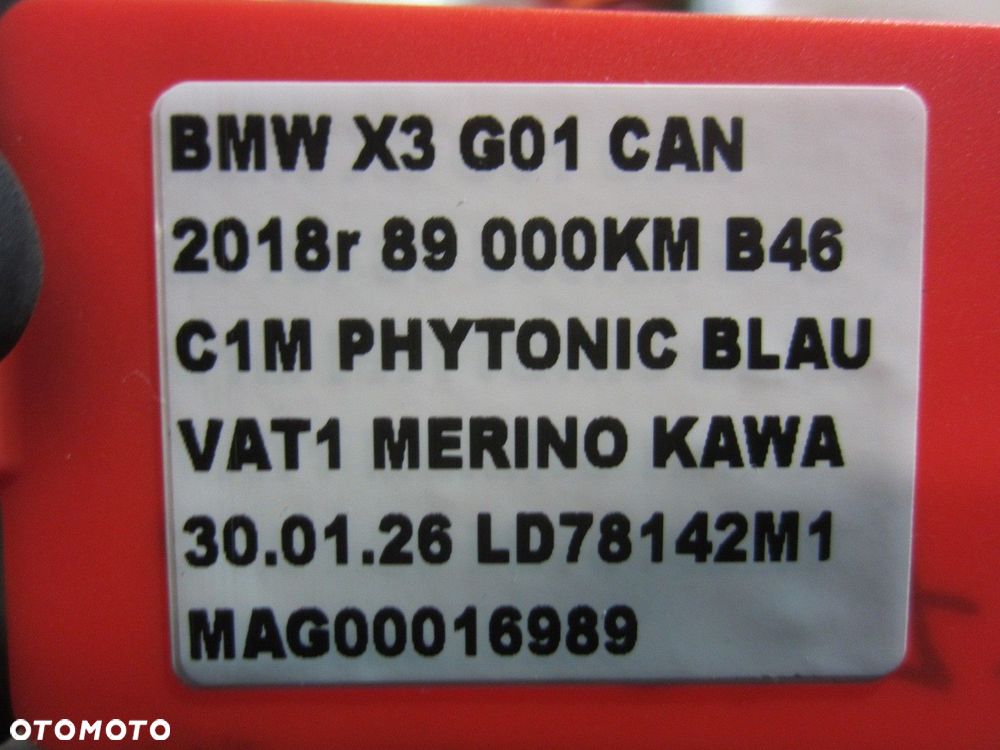 BMW X3 G01 CAN
2018r 89 000KM B46
C1M PHYTONIC BLAU
VAT1 MERINO KAWA
30.01.26 LD78142M1
MAG00016989
OTOMOTO